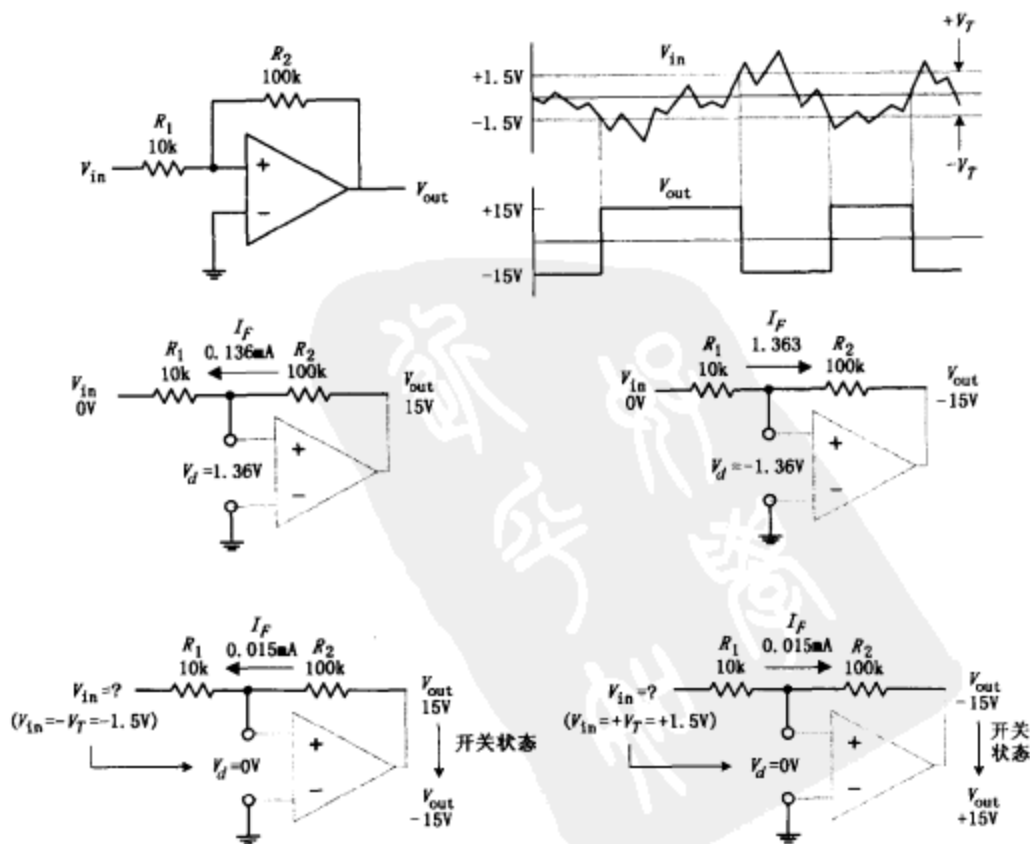 R2
100k
R1
10k
Vin
+
−
Vout
+VT
Vin
+1.5V
-1.5V
-VT
Vout
+15V
-15V
IF
R1
0.136mA
R2
10k
100k
Vin
0V
Vout
15V
+
Vd=1.36V
−
IF
R1
1.363
R2
10k
100k
Vin
0V
Vout
-15V
+
Vd=-1.36V
−
IF
R1
0.015mA
R2
10k
100k
Vin=?
(Vin=-VT=-1.5V)
Vout
15V
开关状态
+
Vd=0V
−
Vout
-15V
IF
R1
0.015mA
R2
10k
100k
Vin=?
(Vin=+VT=+1.5V)
Vout
-15V
开关
状态
+
Vd=0V
−
Vout
+15V